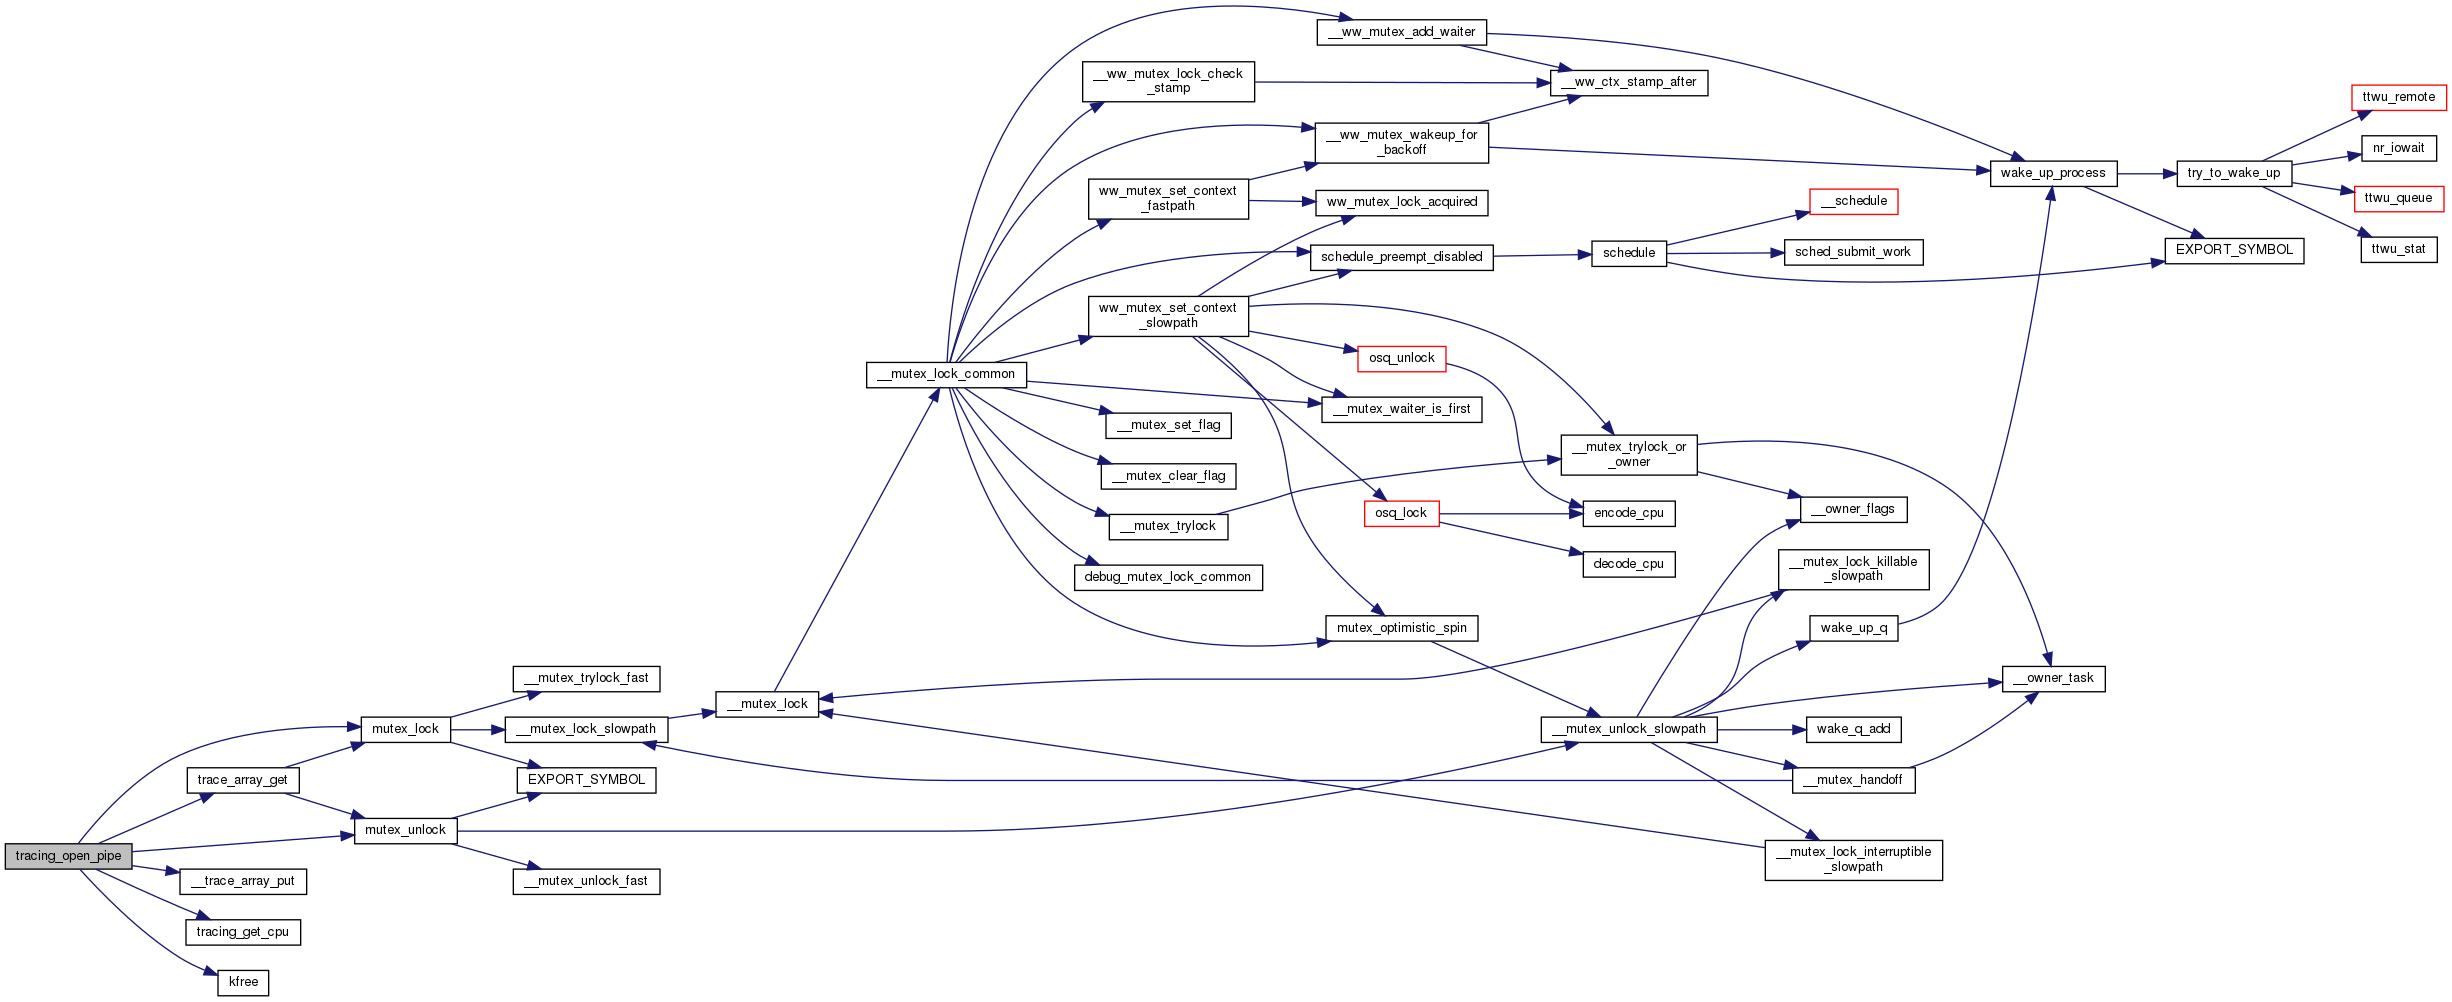 __ww_mutex_add_waiter
__ww_mutex_lock_check
_stamp
__ww_ctx_stamp_after
ttwu_remote
__ww_mutex_wakeup_for
_backoff
nr_iowait
wake_up_process
try_to_wake_up
ww_mutex_set_context
_fastpath
ww_mutex_lock_acquired
__schedule
ttwu_queue
schedule_preempt_disabled
schedule
sched_submit_work
EXPORT_SYMBOL
ttwu_stat
ww_mutex_set_context
_slowpath
osq_unlock
__mutex_lock_common
__mutex_waiter_is_first
__mutex_set_flag
__mutex_trylock_or
_owner
__mutex_clear_flag
__mutex_trylock
osq_lock
encode_cpu
__owner_flags
debug_mutex_lock_common
decode_cpu
__mutex_lock_killable
_slowpath
mutex_optimistic_spin
wake_up_q
__mutex_trylock_fast
__owner_task
__mutex_lock
mutex_lock
__mutex_lock_slowpath
__mutex_unlock_slowpath
wake_q_add
trace_array_get
EXPORT_SYMBOL
__mutex_handoff
mutex_unlock
tracing_open_pipe
__mutex_lock_interruptible
_slowpath
__trace_array_put
__mutex_unlock_fast
tracing_get_cpu
kfree